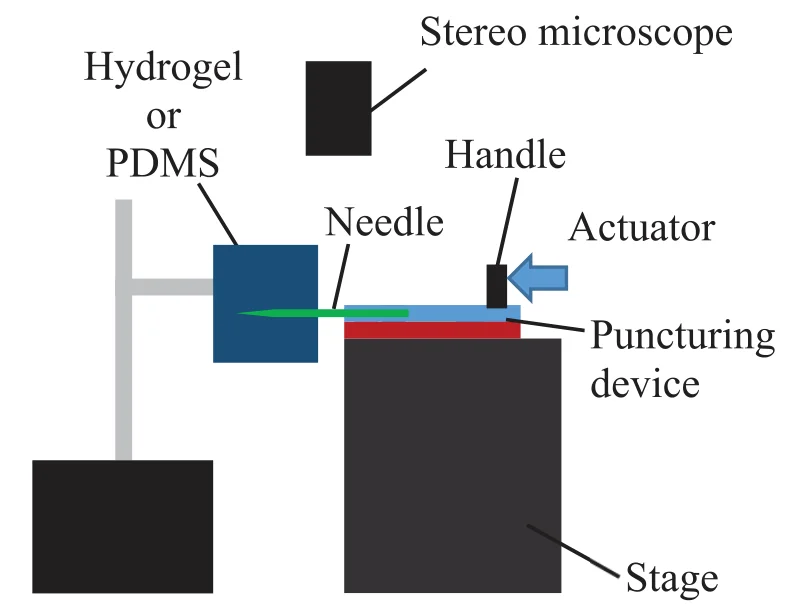 Stereo microscope
Hydrogel
or
PDMS
Handle
Needle
Actuator
Puncturing
device
Stage